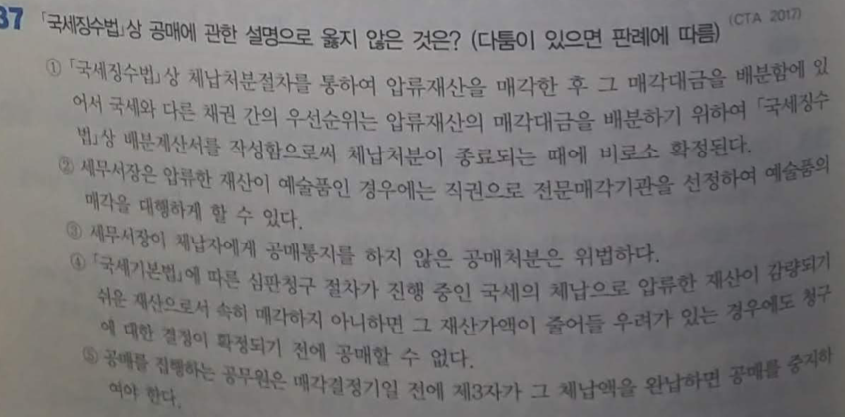 37 「국세징수법」상 공매에 관한 설명으로 옳지 않은 것은? (다툼이 있으면 판례에 따름) (CTA 2017)
① 「국세징수법」상 체납처분절차를 통하여 압류재산을 매각한 후 그 매각대금을 배분함에 있
어서 국세와 다른 채권 간의 우선순위는 압류재산의 매각대금을 배분하기 위하여 「국세징수
법」상 배분계산서를 작성함으로써 체납처분이 종료되는 때에 비로소 확정된다.
② 세무서장은 압류한 재산이 예술품인 경우에는 직권으로 전문매각기관을 선정하여 예술품의
매각을 대행하게 할 수 있다.
③ 세무서장이 체납자에게 공매통지를 하지 않은 공매처분은 위법하다.
④ 「국세기본법」에 따른 심판청구 절차가 진행 중인 국세의 체납으로 압류한 재산이 감량되기
쉬운 재산으로서 속히 매각하지 아니하면 그 재산가액이 줄어들 우려가 있는 경우에도 청구
에 대한 결정이 확정되기 전에 공매할 수 없다.
⑤ 공매를 집행하는 공무원은 매각결정기일 전에 제3자가 그 체납액을 완납하면 공매를 중지하
여야 한다.